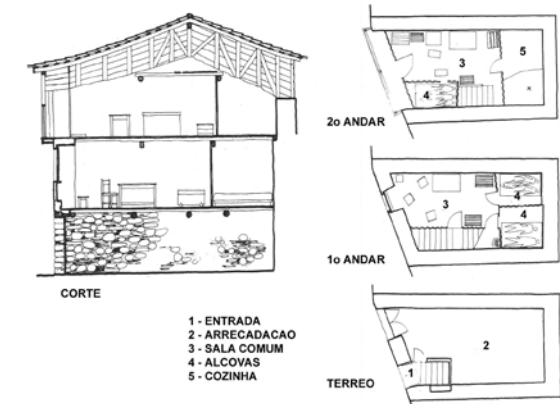 3
5
4
2o ANDAR
3
4
4
1o ANDAR
CORTE
1 - ENTRADA
2 - ARRECADACAO
3 - SALA COMUM
4 - ALCOVAS
5 - COZINHA
2
1
TERREO